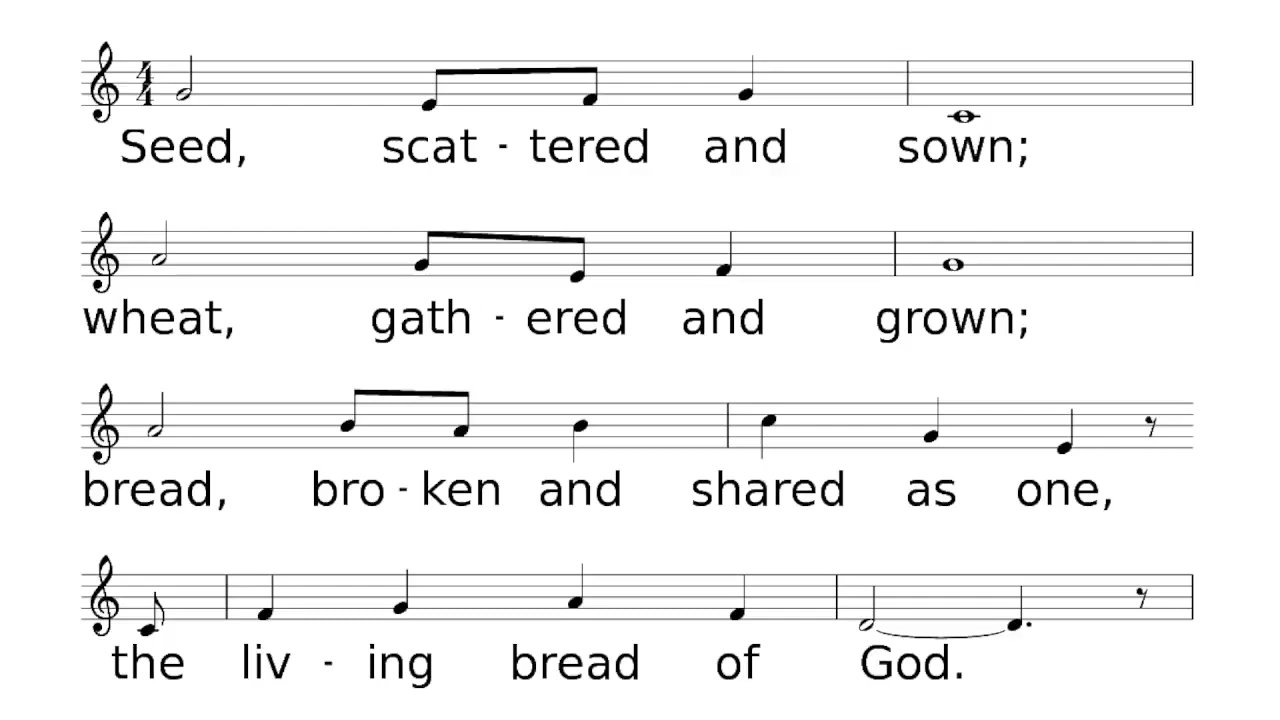 Seed, scat - tered and sown;
wheat, gath - ered and grown;
bread, bro - ken and shared as one,
the liv - ing bread of God.